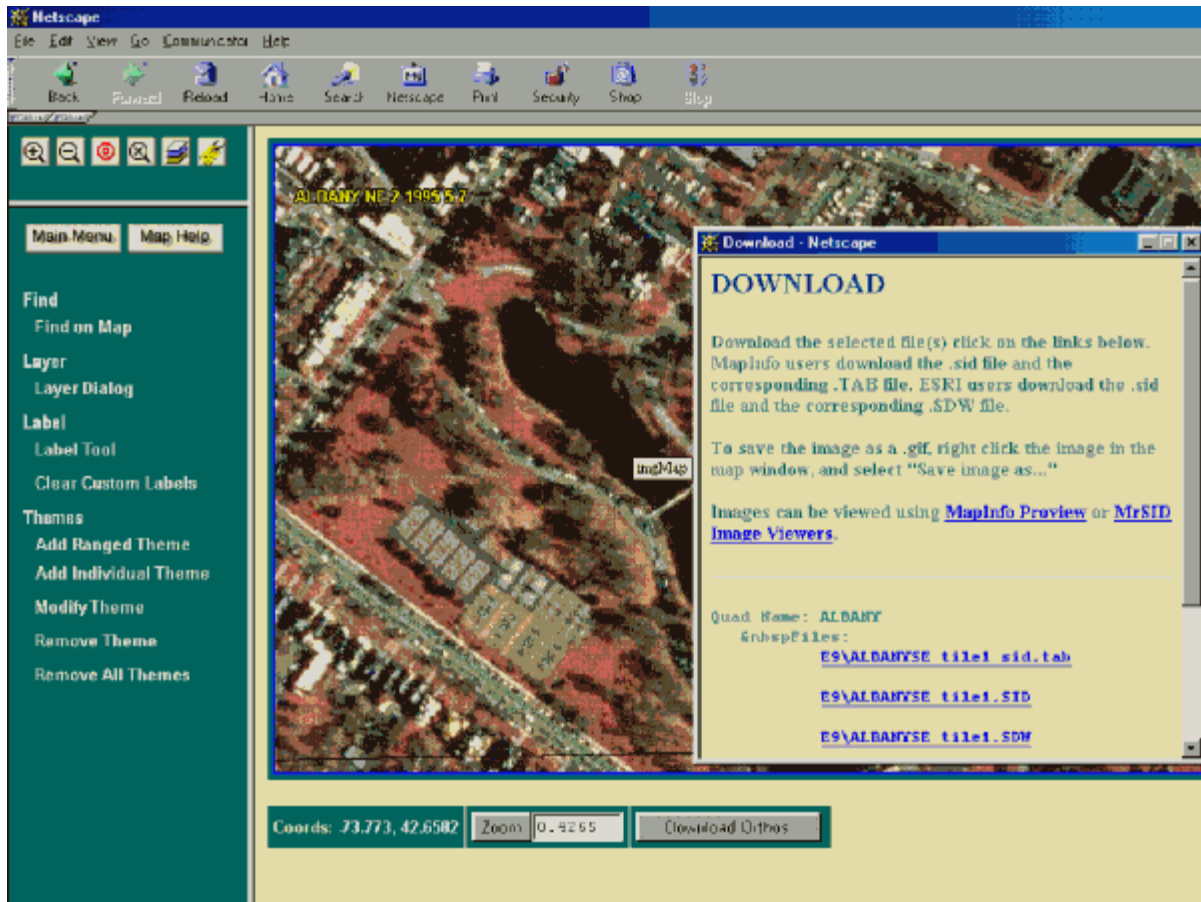 Netscape
File Edit View Go Communicator Help
Back Forward Reload Home Search Netscape Print Security Shop Stop
Main Menu Map Help
Find
Find on Map
Layer
Layer Dialog
Label
Label Tool
Clear Custom Labels
Themes
Add Ranged Theme
Add Individual Theme
Modify Theme
Remove Theme
Remove All Themes
ALBANY NE-7 1995 5-7
imgMap
Download - Netscape
DOWNLOAD
Download the selected file(s) click on the links below.
MapInfo users download the .sid file and the
corresponding .TAB file. ESRI users download the .sid
file and the corresponding .SDW file.
To save the image as a .gif, right click the image in the
map window, and select "Save image as..."
Images can be viewed using MapInfo Proview or MrSID
Image Viewers.
Quad Name: ALBANY
&nbspFiles:
E9\ALBANYSE tile1 sid.tab
E9\ALBANYSE tile1.SID
E9\ALBANYSE tile1.SDW
Coords: -73.773, 42.6582 Zoom 0.4265 Download Orthos